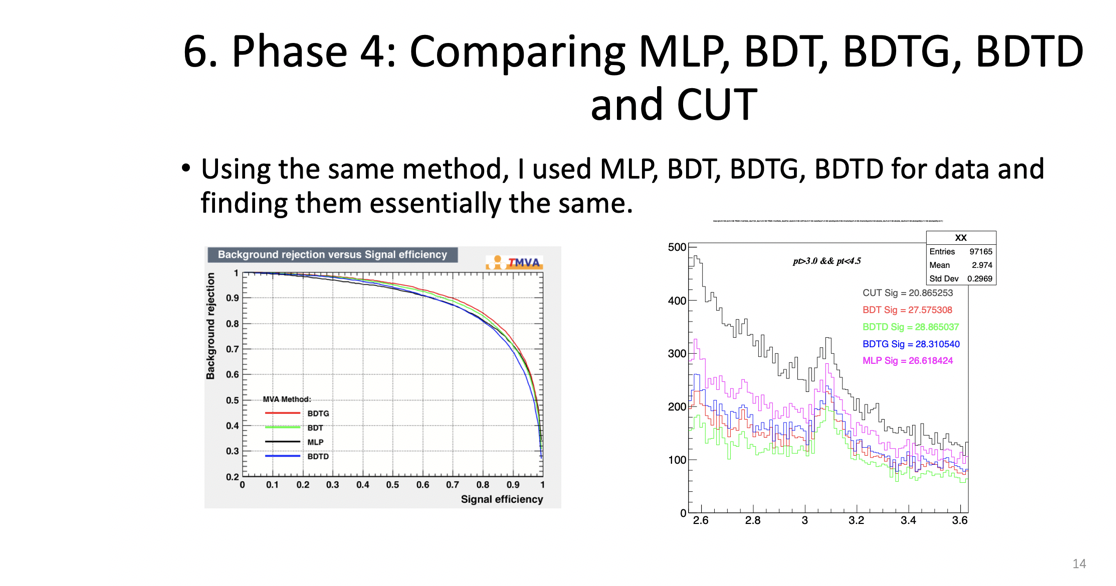 6. Phase 4: Comparing MLP, BDT, BDTG, BDTD
and CUT
• Using the same method, I used MLP, BDT, BDTG, BDTD for data and
finding them essentially the same.
Background rejection versus Signal efficiency
TMVA
Background rejection
1
0.9
0.8
0.7
0.6
0.5
0.4
0.3
0.2
MVA Method:
BDTG
BDT
MLP
BDTD
0 0.1 0.2 0.3 0.4 0.5 0.6 0.7 0.8 0.9 1
Signal efficiency
XX
Entries 97165
Mean 2.974
Std Dev 0.2969
pt>3.0 && pt<4.5
CUT Sig = 20.865253
BDT Sig = 27.575308
BDTD Sig = 28.865037
BDTG Sig = 28.310540
MLP Sig = 26.618424
500
400
300
200
100
0
2.6 2.8 3 3.2 3.4 3.6
14